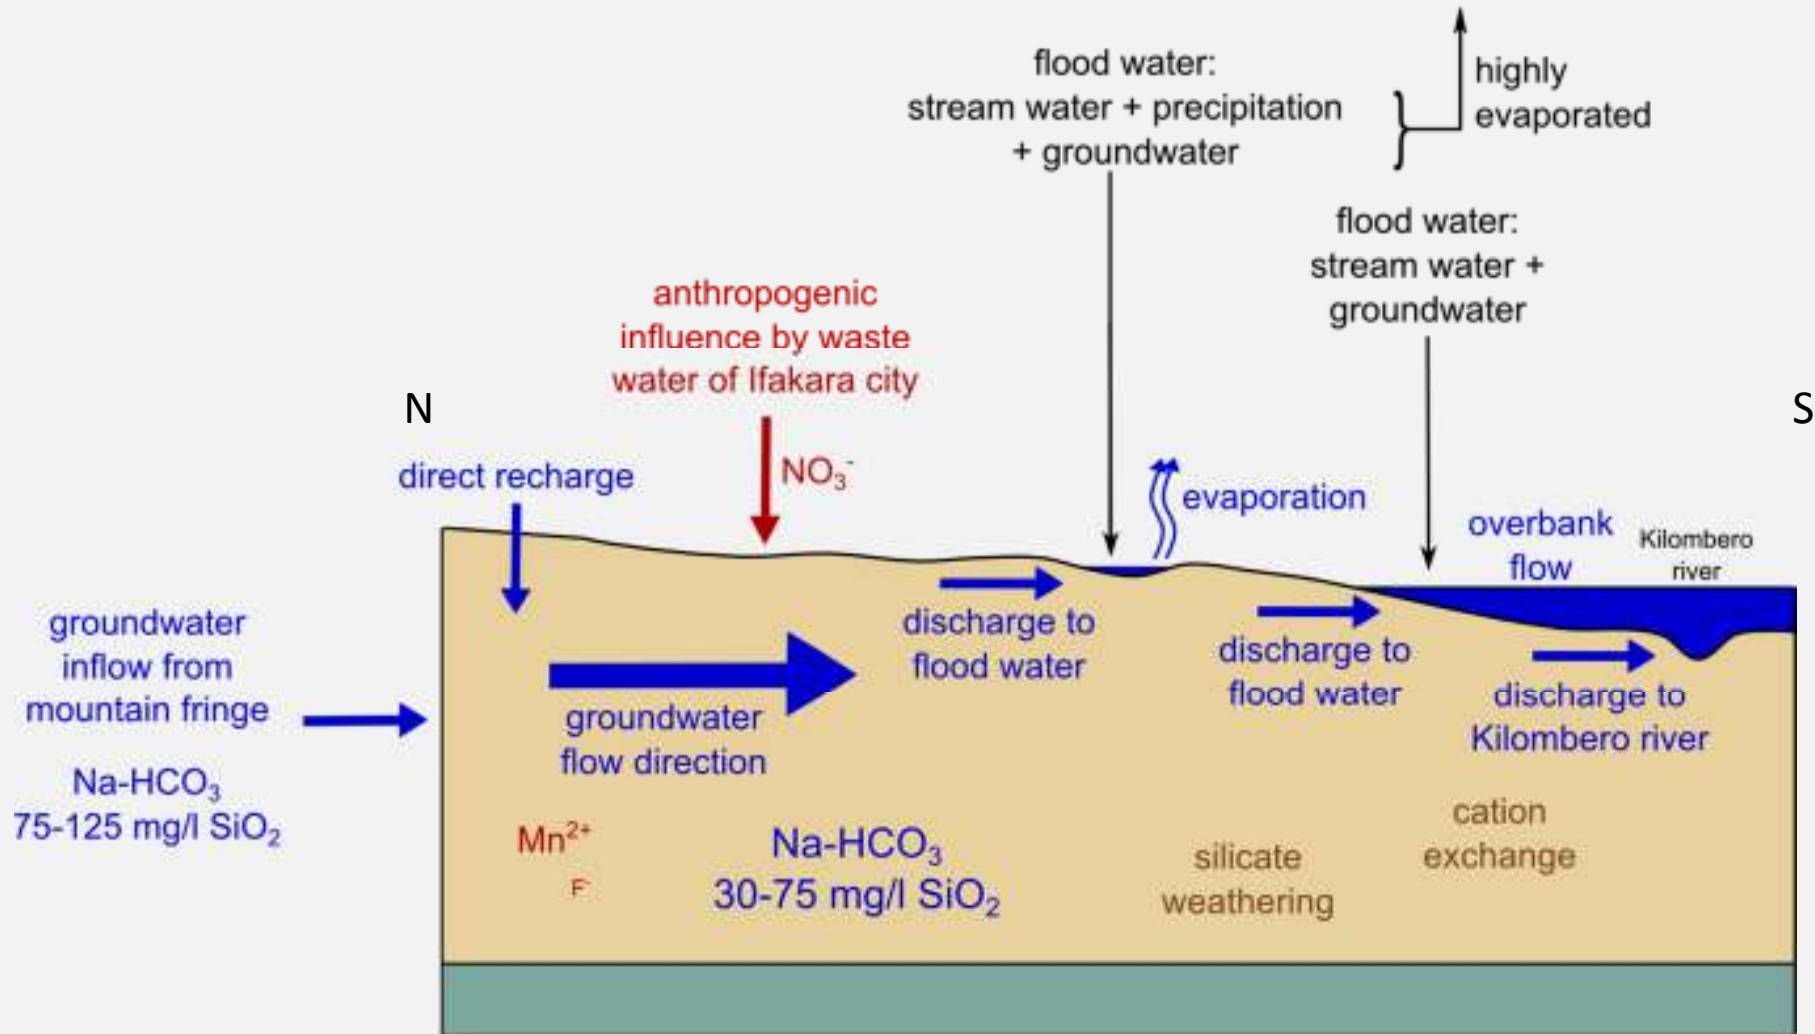 flood water:
stream water + precipitation
+ groundwater
highly
evaporated
flood water:
stream water +
groundwater
anthropogenic
influence by waste
water of Ifakara city
N
S
direct recharge
NO₃⁻
evaporation
overbank
flow
Kilombero
river
groundwater
inflow from
mountain fringe
Na-HCO₃
75-125 mg/l SiO₂
discharge to
flood water
discharge to
flood water
discharge to
Kilombero river
groundwater
flow direction
Mn²⁺
F⁻
Na-HCO₃
30-75 mg/l SiO₂
silicate
weathering
cation
exchange